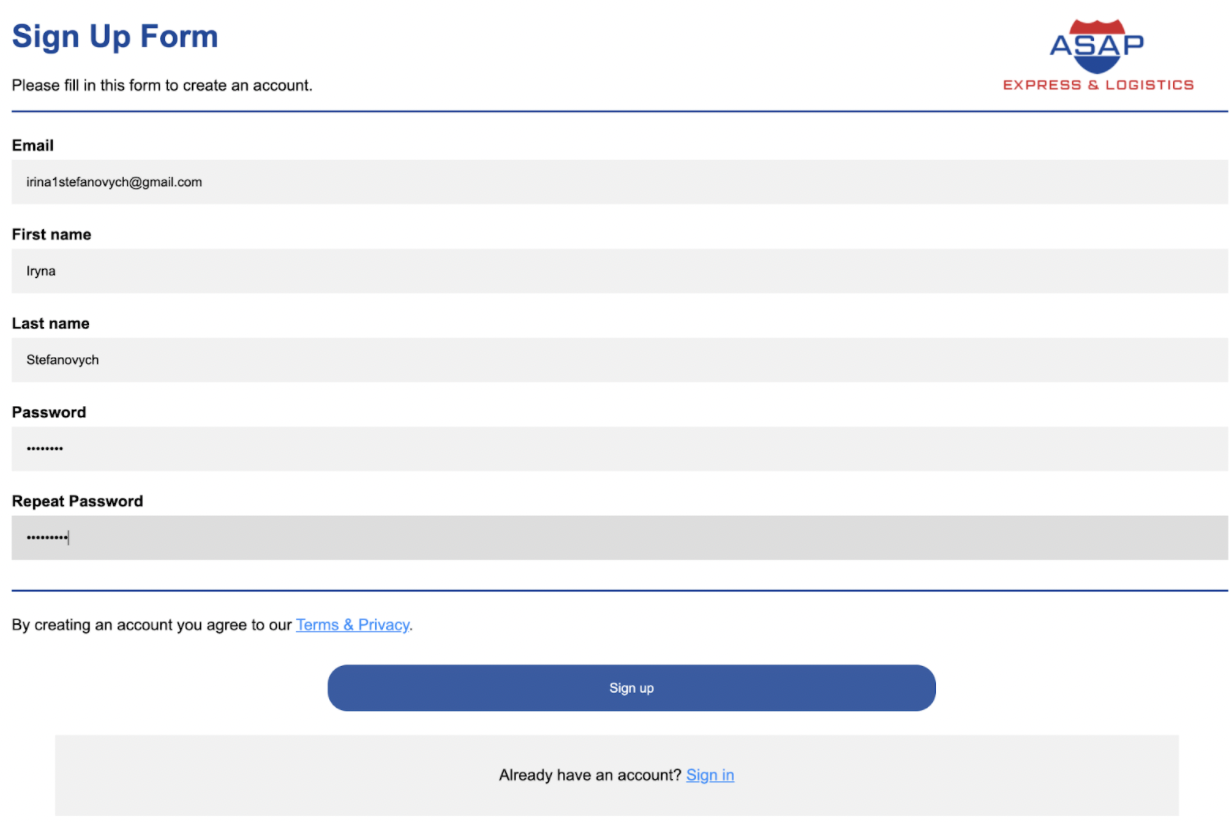 Sign Up Form
ASAP
EXPRESS & LOGISTICS
Please fill in this form to create an account.
Email
irina1stefanovych@gmail.com
First name
Iryna
Last name
Stefanovych
Password
••••••••
Repeat Password
•••••••••
By creating an account you agree to our Terms & Privacy.
Sign up
Already have an account? Sign in